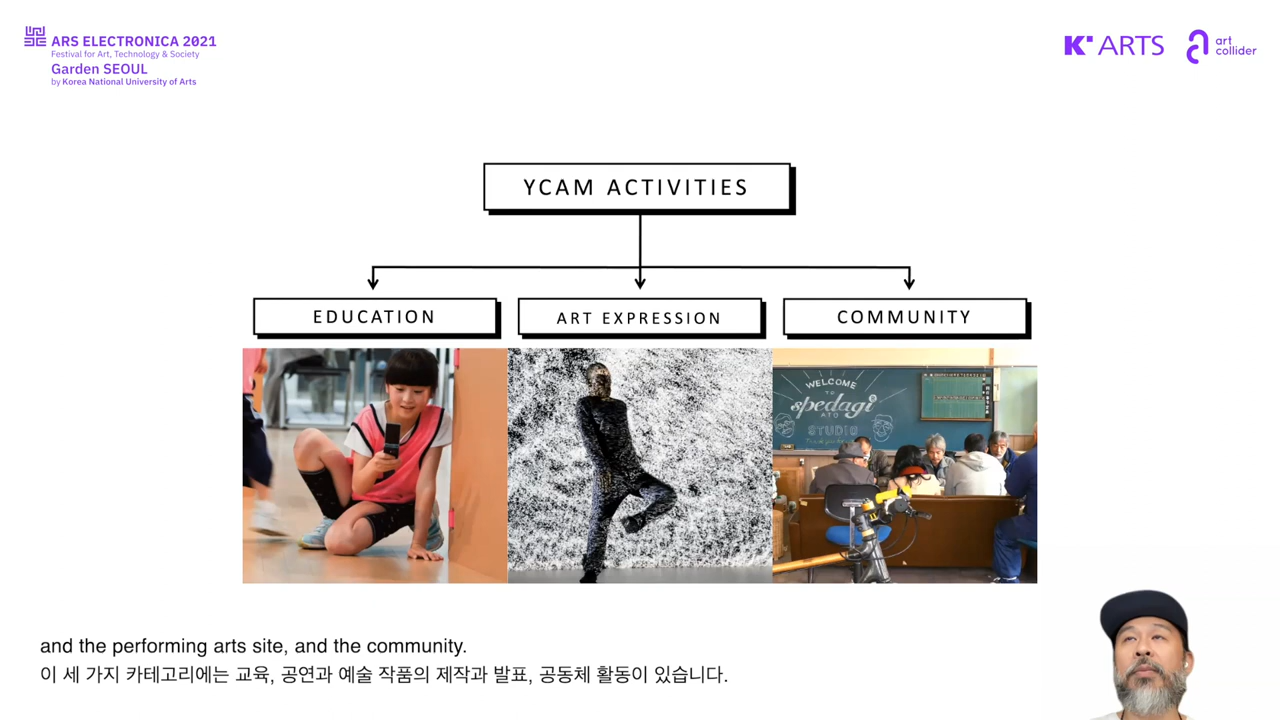 ARS ELECTRONICA 2021
Festival for Art, Technology & Society
Garden SEOUL
by Korea National University of Arts
K ARTS
art
collider
YCAM ACTIVITIES
EDUCATION
ART EXPRESSION
COMMUNITY
WELCOME
TO
spedagi
ATO
STUDIO
and the performing arts site, and the community.
이 세 가지 카테고리에는 교육, 공연과 예술 작품의 제작과 발표, 공동체 활동이 있습니다.